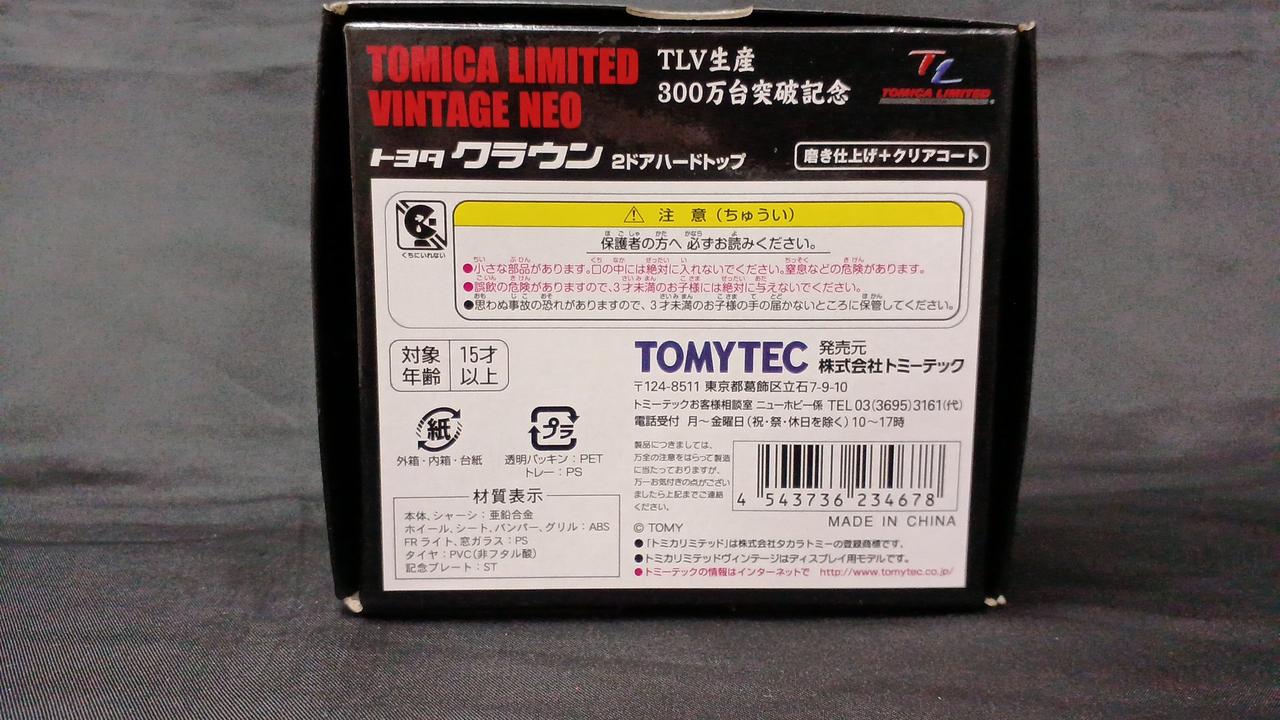 TOMICA LIMITED
VINTAGE NEO
TLV生産
300万台突破記念
TL
TOMICA LIMITED
トヨタ クラウン 2ドアハードトップ
磨き仕上げ+クリアコート
くちにいれない
⚠ 注 意(ちゅうい)
保護者の方へ 必ずお読みください。
●小さな部品があります。口の中には絶対に入れないでください。窒息などの危険があります。
●誤飲の危険がありますので、3才未満のお子様には絶対に与えないでください。
●思わぬ事故の恐れがありますので、3才未満のお子様の手の届かないところに保管してください。
対象年齢 15才以上
紙
外箱・内箱・台紙
プラ
透明パッキン:PET
トレー:PS
材質表示
本体、シャーシ:亜鉛合金
ホイール、シート、バンパー、グリル:ABS
FRライト、窓ガラス:PS
タイヤ:PVC(非フタル酸)
記念プレート:ST
TOMYTEC 発売元
株式会社トミーテック
〒124-8511 東京都葛飾区立石7-9-10
トミーテックお客様相談室 ニューホビー係 TEL 03(3695)3161(代)
電話受付 月~金曜日(祝・祭・休日を除く)10~17時
製品につきましては、
万全の注意をはらって製造
に当たっておりますが、
万一お気付きの点がござい
ましたら上記までご連絡
ください。
4 543736 234678
MADE IN CHINA
© TOMY
●「トミカリミテッド」は株式会社タカラトミーの登録商標です。
●トミカリミテッドヴィンテージはディスプレイ用モデルです。
●トミーテックの情報はインターネットで http://www.tomytec.co.jp/